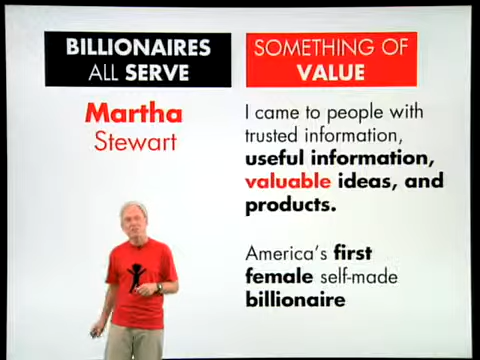 BILLIONAIRES
ALL SERVE
SOMETHING OF
VALUE
Martha
Stewart
I came to people with
trusted information,
useful information,
valuable ideas, and
products.
America's first
female self-made
billionaire